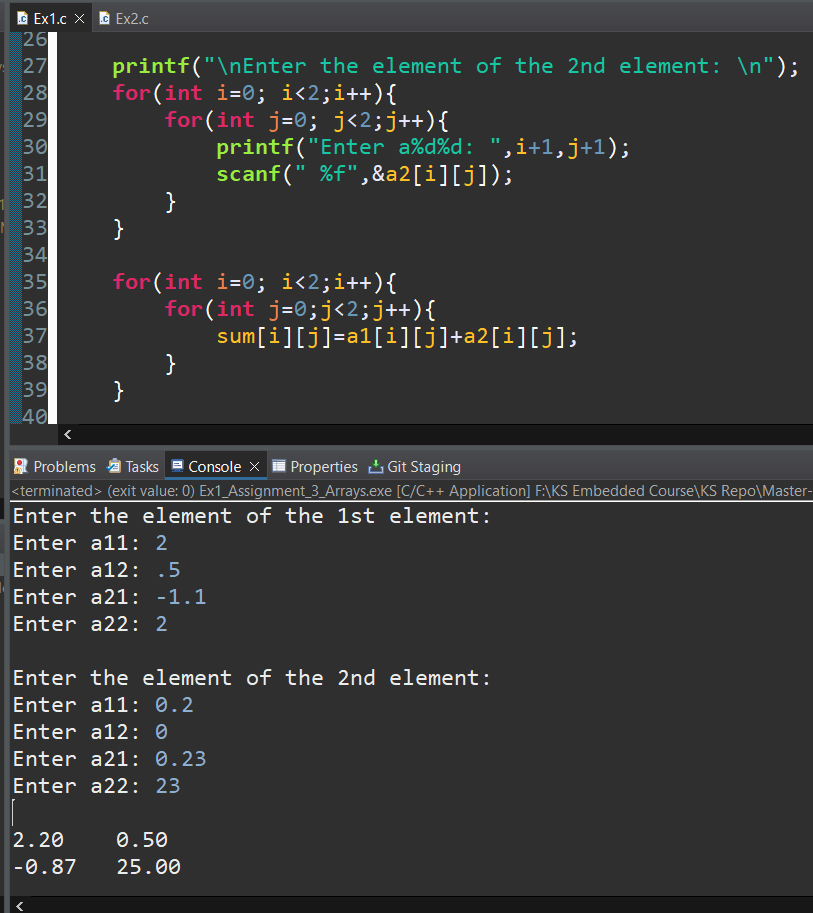 Ex1.c Ex2.c
26
27 printf("\nEnter the element of the 2nd element: \n");
28 for(int i=0; i<2;i++){
29 for(int j=0; j<2;j++){
30 printf("Enter a%d%d: ",i+1,j+1);
31 scanf(" %f",&a2[i][j]);
32 }
33 }
34
35 for(int i=0; i<2;i++){
36 for(int j=0;j<2;j++){
37 sum[i][j]=a1[i][j]+a2[i][j];
38 }
39 }
40
Problems Tasks Console Properties Git Staging
<terminated> (exit value: 0) Ex1_Assignment_3_Arrays.exe [C/C++ Application] F:\KS Embedded Course\KS Repo\Master-
Enter the element of the 1st element:
Enter a11: 2
Enter a12: .5
Enter a21: -1.1
Enter a22: 2
Enter the element of the 2nd element:
Enter a11: 0.2
Enter a12: 0
Enter a21: 0.23
Enter a22: 23
2.20 0.50
-0.87 25.00